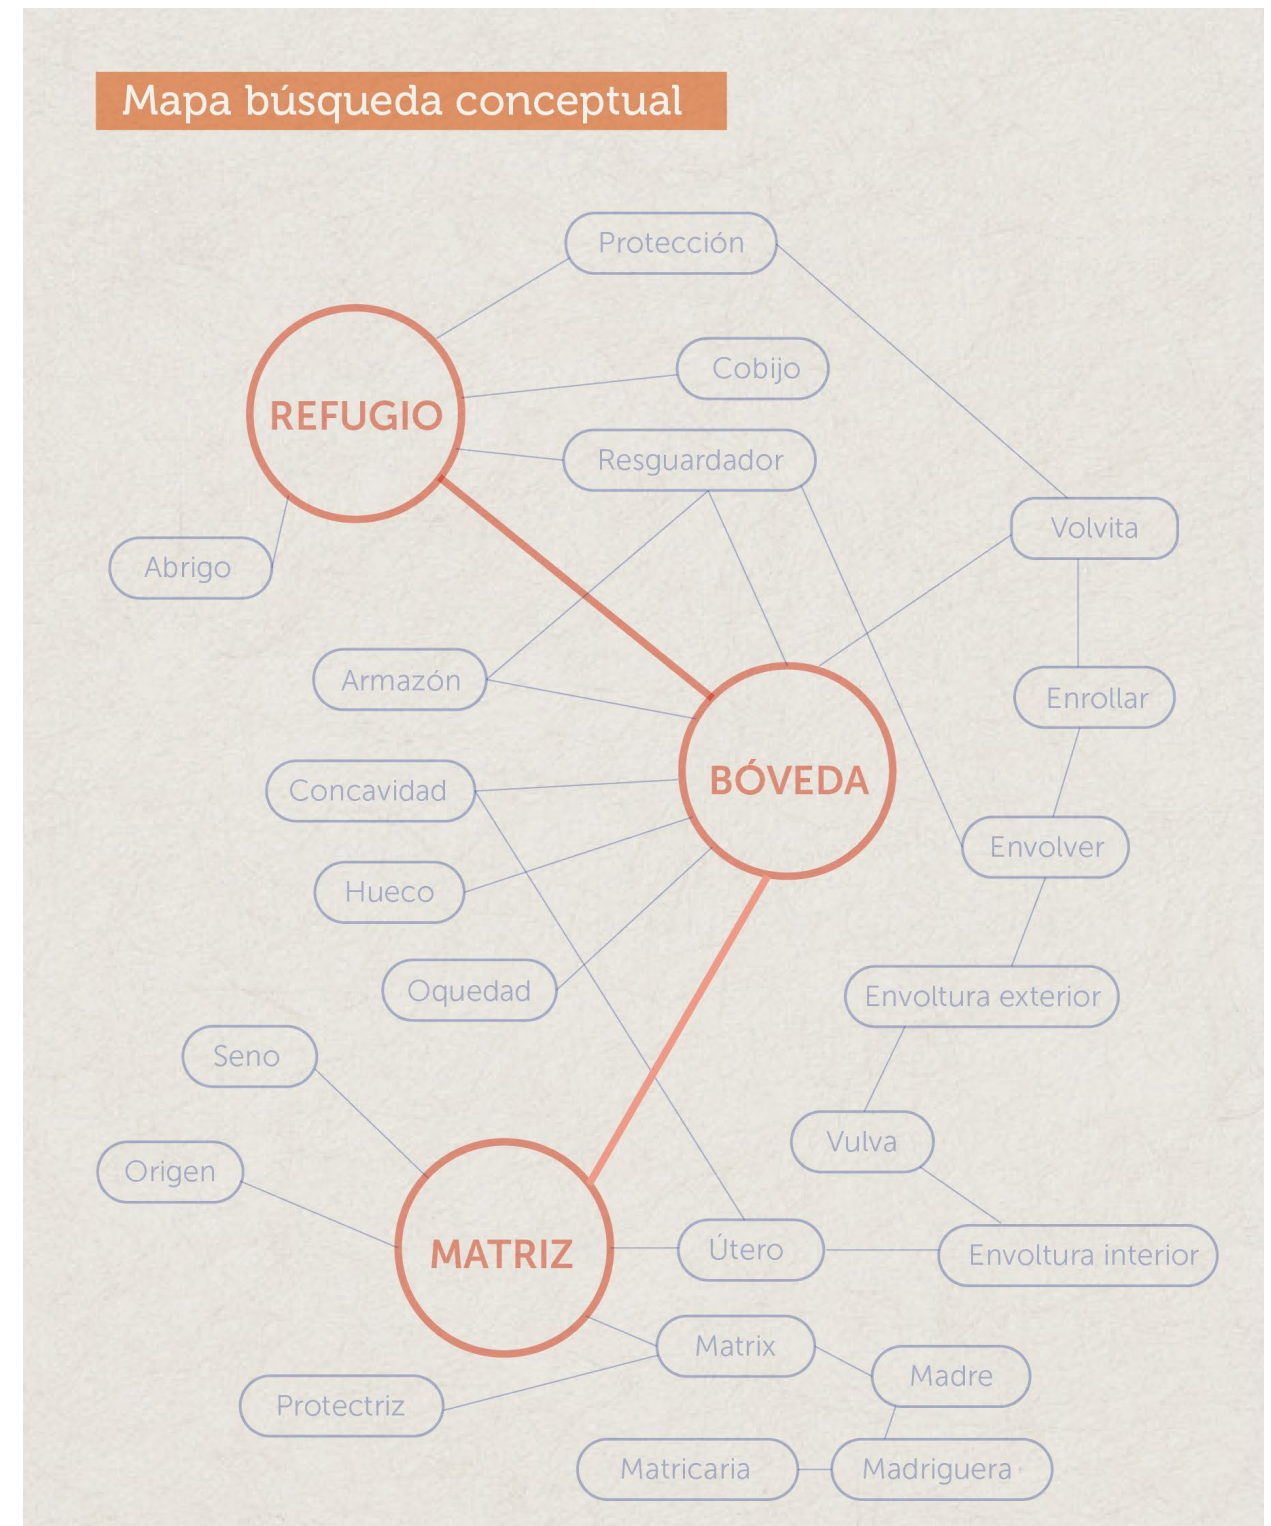 Mapa búsqueda conceptual
Protección
Cobijo
REFUGIO
Resguardador
Volvita
Abrigo
Armazón
Enrollar
BÓVEDA
Concavidad
Envolver
Hueco
Oquedad
Envoltura exterior
Seno
Vulva
Origen
MATRIZ
Útero
Envoltura interior
Matrix
Madre
Protectriz
Matricaria
Madriguera